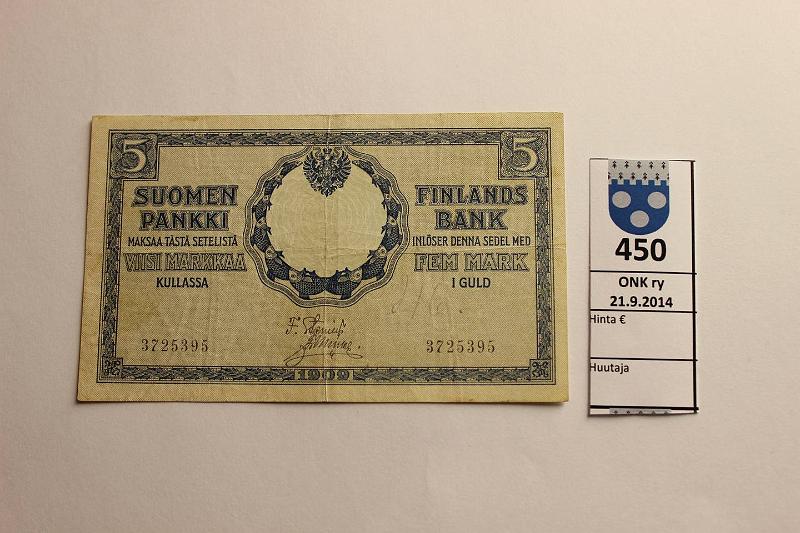 5
5
SUOMEN
PANKKI
MAKSAA TÄSTÄ SETELISTÄ
VIISI MARKKAA
KULLASSA
FINLANDS
BANK
INLÖSER DENNA SEDEL MED
FEM MARK
I GULD
3725395
3725395
1909
450
ONK ry
21.9.2014
Hinta €
Huutaja